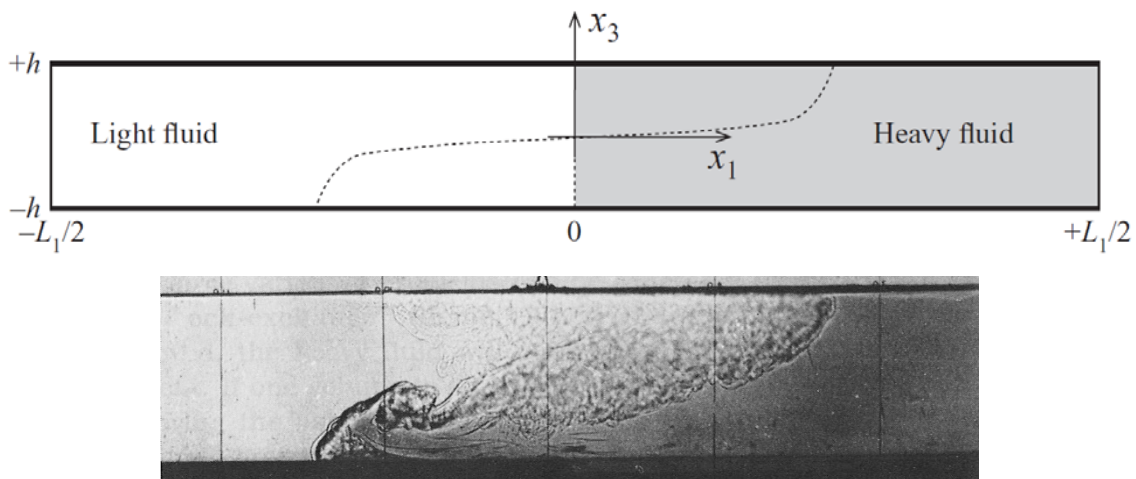 x₃
+h
Light fluid
Heavy fluid
x₁
–h
–L₁/2
0
+L₁/2